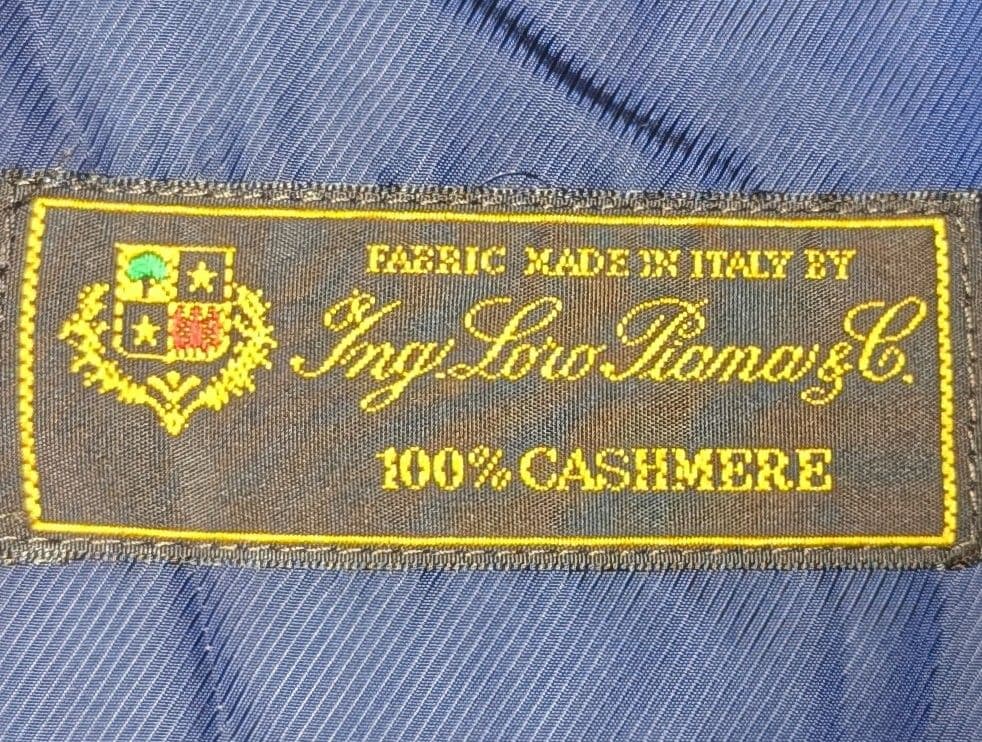 FABRIC MADE IN ITALY BY
Ing. Loro Piana & C.
100% CASHMERE